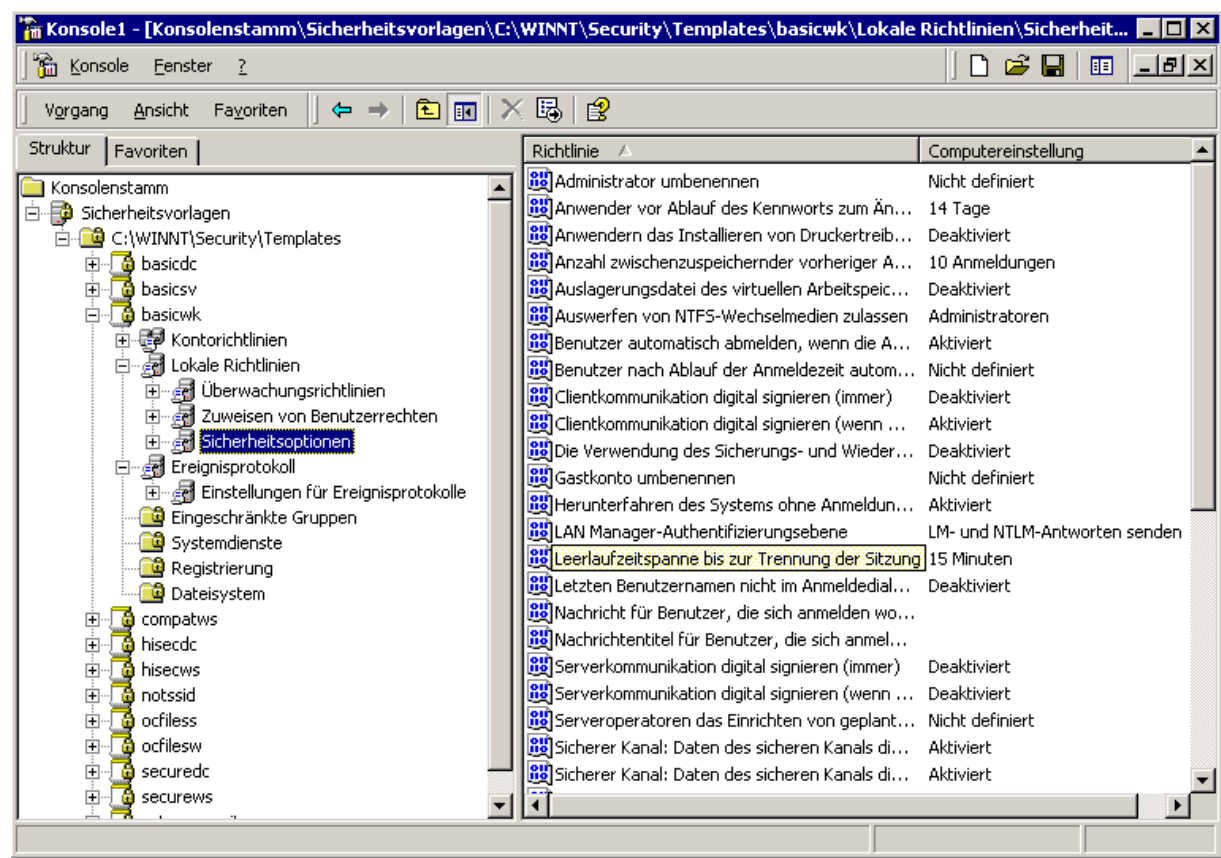 Konsole1 - [Konsolenstamm\Sicherheitsvorlagen\C:\WINNT\Security\Templates\basicwk\Lokale Richtlinien\Sicherheit...
Konsole Fenster ?
Vorgang Ansicht Favoriten
Struktur Favoriten
Konsolenstamm
Sicherheitsvorlagen
C:\WINNT\Security\Templates
basicdc
basicsv
basicwk
Kontorichtlinien
Lokale Richtlinien
Überwachungsrichtlinien
Zuweisen von Benutzerrechten
Sicherheitsoptionen
Ereignisprotokoll
Einstellungen für Ereignisprotokolle
Eingeschränkte Gruppen
Systemdienste
Registrierung
Dateisystem
compatws
hisecdc
hisecws
notssid
ocfiless
ocfilesw
securedc
securews
Richtlinie Computereinstellung
Administrator umbenennen Nicht definiert
Anwender vor Ablauf des Kennworts zum Än... 14 Tage
Anwendern das Installieren von Druckertreib... Deaktiviert
Anzahl zwischenzuspeichernder vorheriger A... 10 Anmeldungen
Auslagerungsdatei des virtuellen Arbeitspeic... Deaktiviert
Auswerfen von NTFS-Wechselmedien zulassen Administratoren
Benutzer automatisch abmelden, wenn die A... Aktiviert
Benutzer nach Ablauf der Anmeldezeit autom... Nicht definiert
Clientkommunikation digital signieren (immer) Deaktiviert
Clientkommunikation digital signieren (wenn ... Aktiviert
Die Verwendung des Sicherungs- und Wieder... Deaktiviert
Gastkonto umbenennen Nicht definiert
Herunterfahren des Systems ohne Anmeldun... Aktiviert
LAN Manager-Authentifizierungsebene LM- und NTLM-Antworten senden
Leerlaufzeitspanne bis zur Trennung der Sitzung 15 Minuten
Letzten Benutzernamen nicht im Anmeldedial... Deaktiviert
Nachricht für Benutzer, die sich anmelden wo...
Nachrichtentitel für Benutzer, die sich anmel...
Serverkommunikation digital signieren (immer) Deaktiviert
Serverkommunikation digital signieren (wenn ... Deaktiviert
Serveroperatoren das Einrichten von geplant... Nicht definiert
Sicherer Kanal: Daten des sicheren Kanals di... Aktiviert
Sicherer Kanal: Daten des sicheren Kanals di... Aktiviert